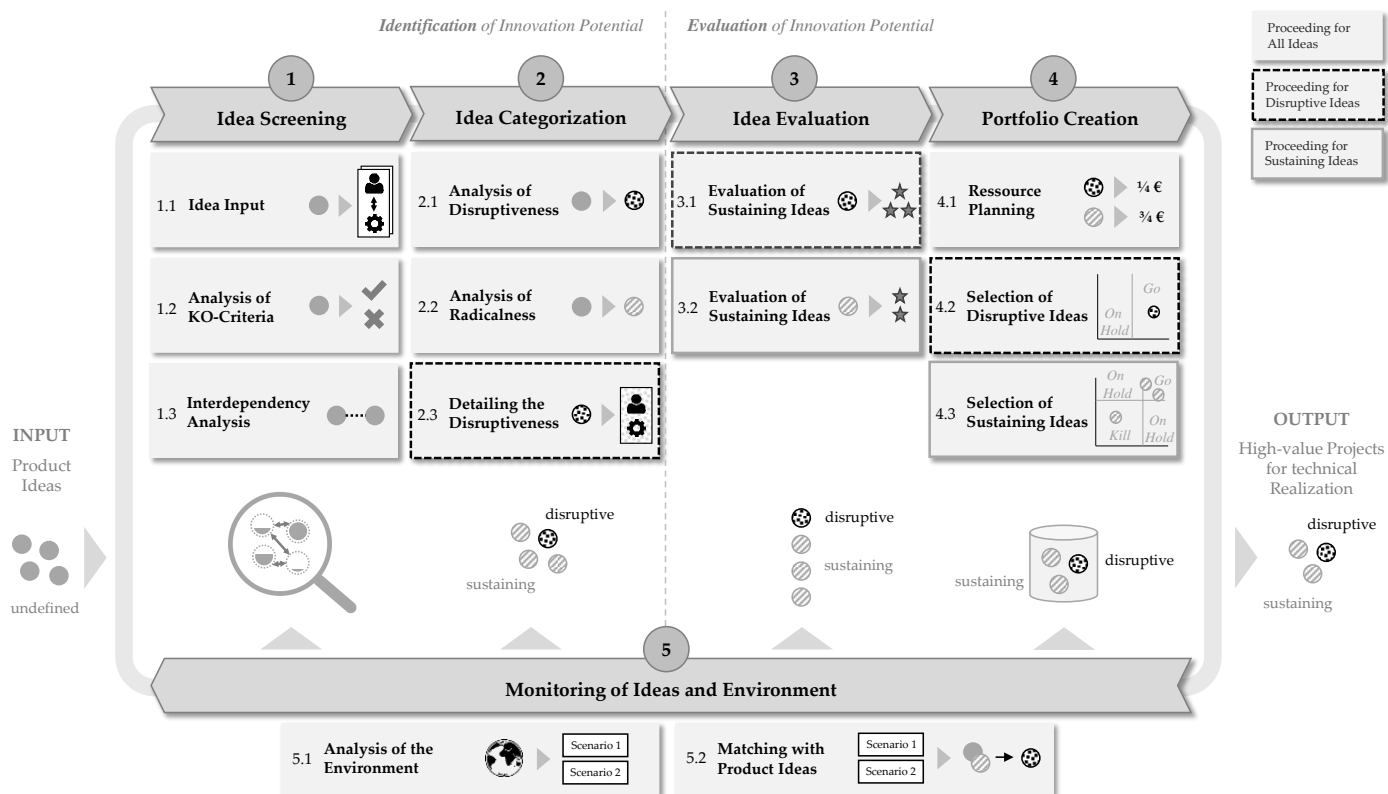 Identification of Innovation Potential
Evaluation of Innovation Potential
Proceeding for
All Ideas
Proceeding for
Disruptive Ideas
Proceeding for
Sustaining Ideas
1
Idea Screening
2
Idea Categorization
3
Idea Evaluation
4
Portfolio Creation
1.1 Idea Input
1.2 Analysis of
KO-Criteria
1.3 Interdependency
Analysis
2.1 Analysis of
Disruptiveness
2.2 Analysis of
Radicalness
2.3 Detailing the
Disruptiveness
3.1 Evaluation of
Sustaining Ideas
3.2 Evaluation of
Sustaining Ideas
4.1 Ressource
Planning
¼ €
¾ €
4.2 Selection of
Disruptive Ideas
Go
On
Hold
4.3 Selection of
Sustaining Ideas
On
Hold
Go
Kill
On
Hold
INPUT
Product
Ideas
undefined
disruptive
sustaining
disruptive
sustaining
disruptive
sustaining
OUTPUT
High-value Projects
for technical
Realization
disruptive
sustaining
5
Monitoring of Ideas and Environment
5.1 Analysis of the
Environment
Scenario 1
Scenario 2
5.2 Matching with
Product Ideas
Scenario 1
Scenario 2